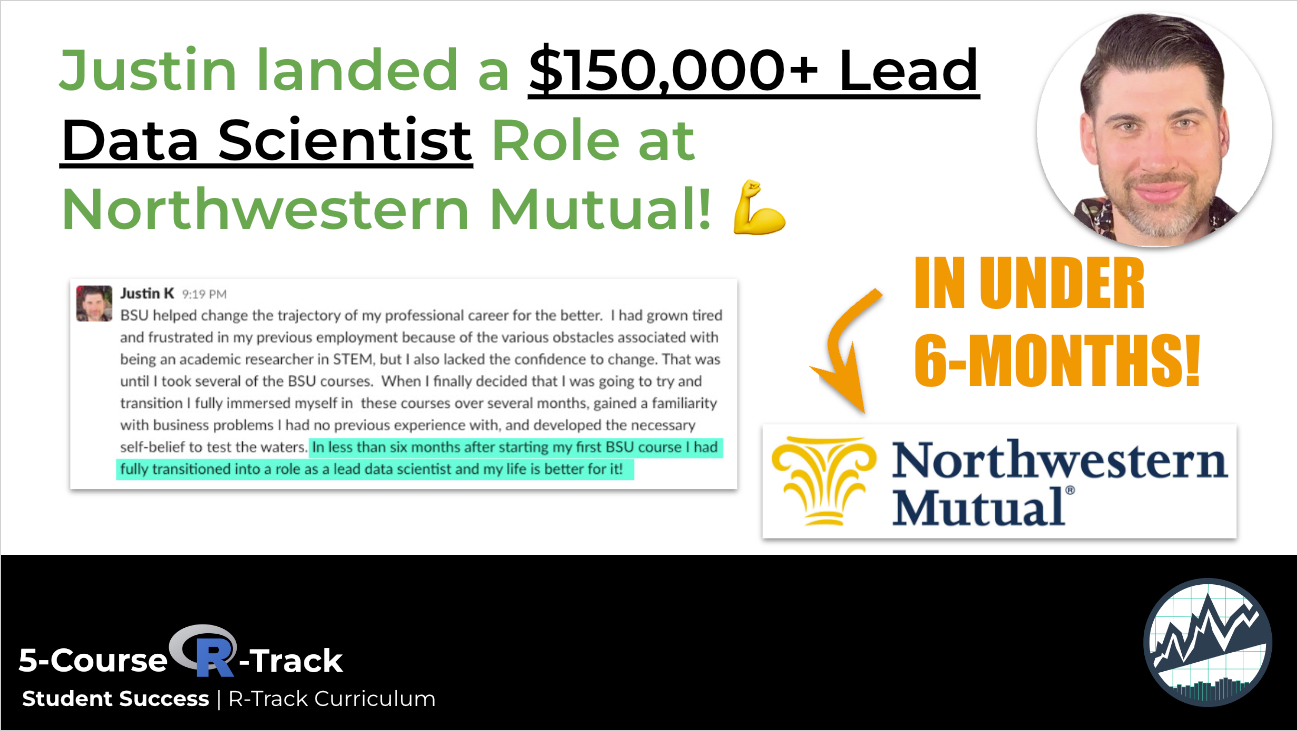 Justin landed a $150,000+ Lead
Data Scientist Role at
Northwestern Mutual! 💪
Justin K 9:19 PM
BSU helped change the trajectory of my professional career for the better. I had grown tired
and frustrated in my previous employment because of the various obstacles associated with
being an academic researcher in STEM, but I also lacked the confidence to change. That was
until I took several of the BSU courses. When I finally decided that I was going to try and
transition I fully immersed myself in these courses over several months, gained a familiarity
with business problems I had no previous experience with, and developed the necessary
self-belief to test the waters. In less than six months after starting my first BSU course I had
fully transitioned into a role as a lead data scientist and my life is better for it!
IN UNDER
6-MONTHS!
Northwestern
Mutual®
5-Course R-Track
Student Success | R-Track Curriculum